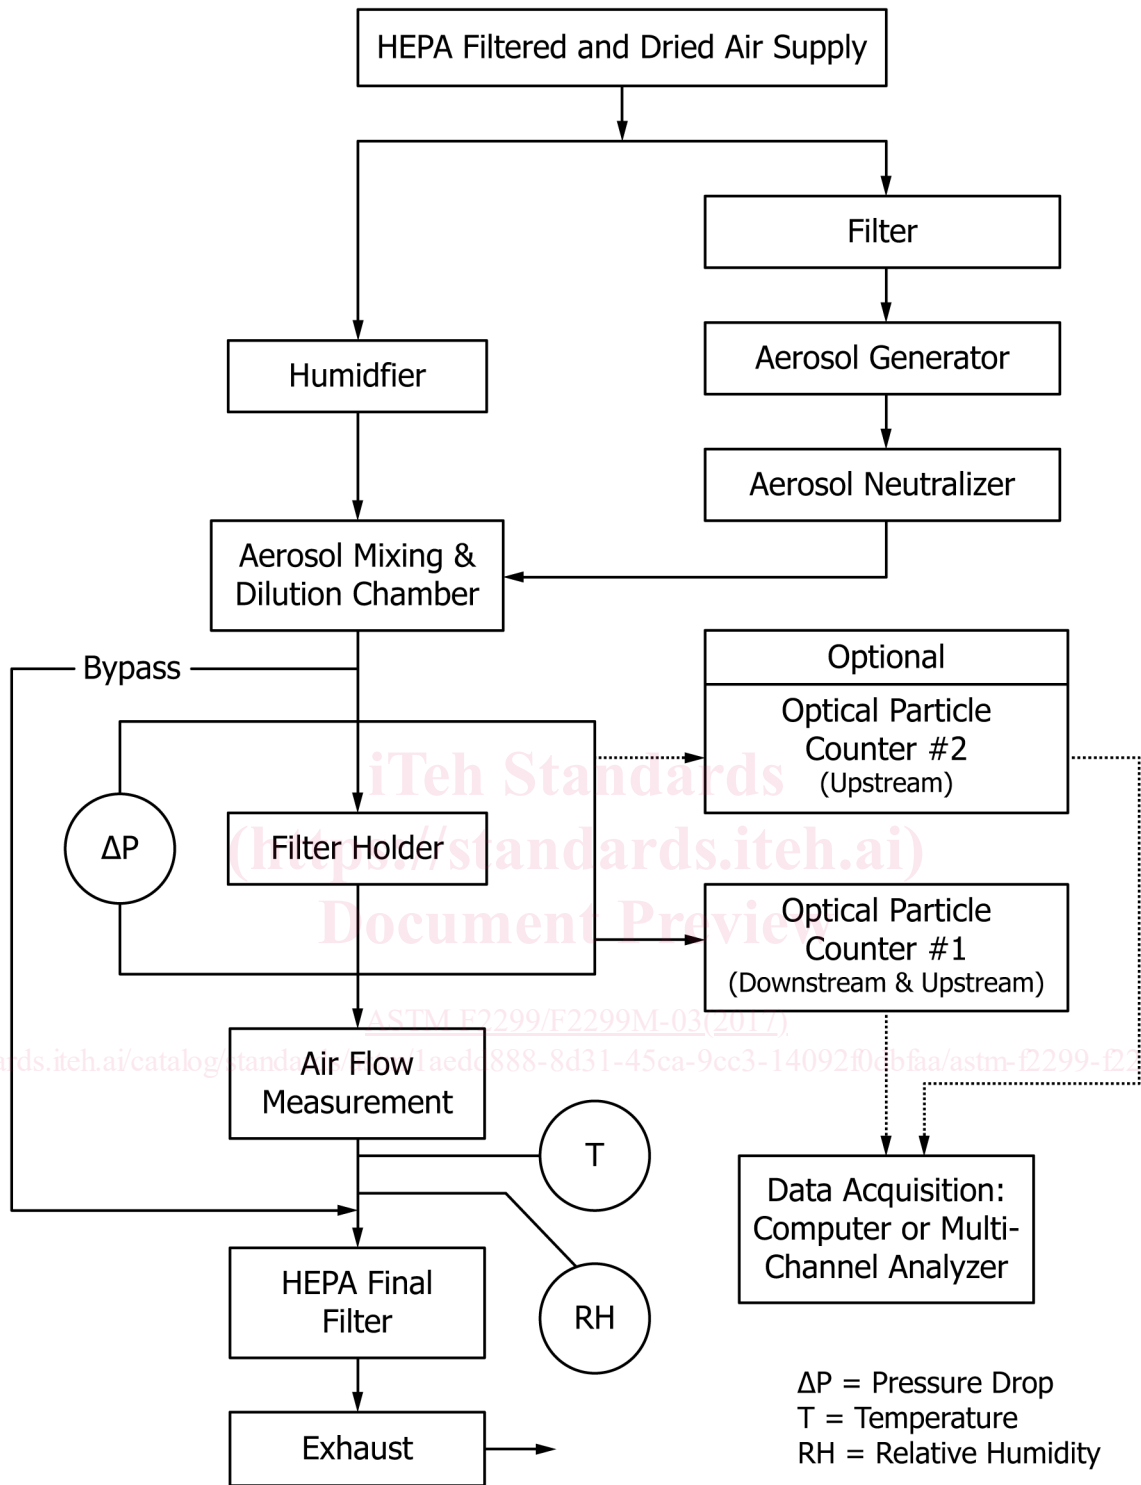 HEPA Filtered and Dried Air Supply
Filter
Aerosol Generator
Humidfier
Aerosol Neutralizer
Aerosol Mixing &
Dilution Chamber
Bypass
Optional
Optical Particle
Counter #2
(Upstream)
iTeh Standards
(https://standards.iteh.ai)
Document Preview
ΔP
Filter Holder
Optical Particle
Counter #1
(Downstream & Upstream)
ASTM F2299/F2299M-03(2017)
Air Flow
Measurement
T
Data Acquisition:
Computer or Multi-
Channel Analyzer
HEPA Final
Filter
RH
Exhaust
ΔP = Pressure Drop
T = Temperature
RH = Relative Humidity